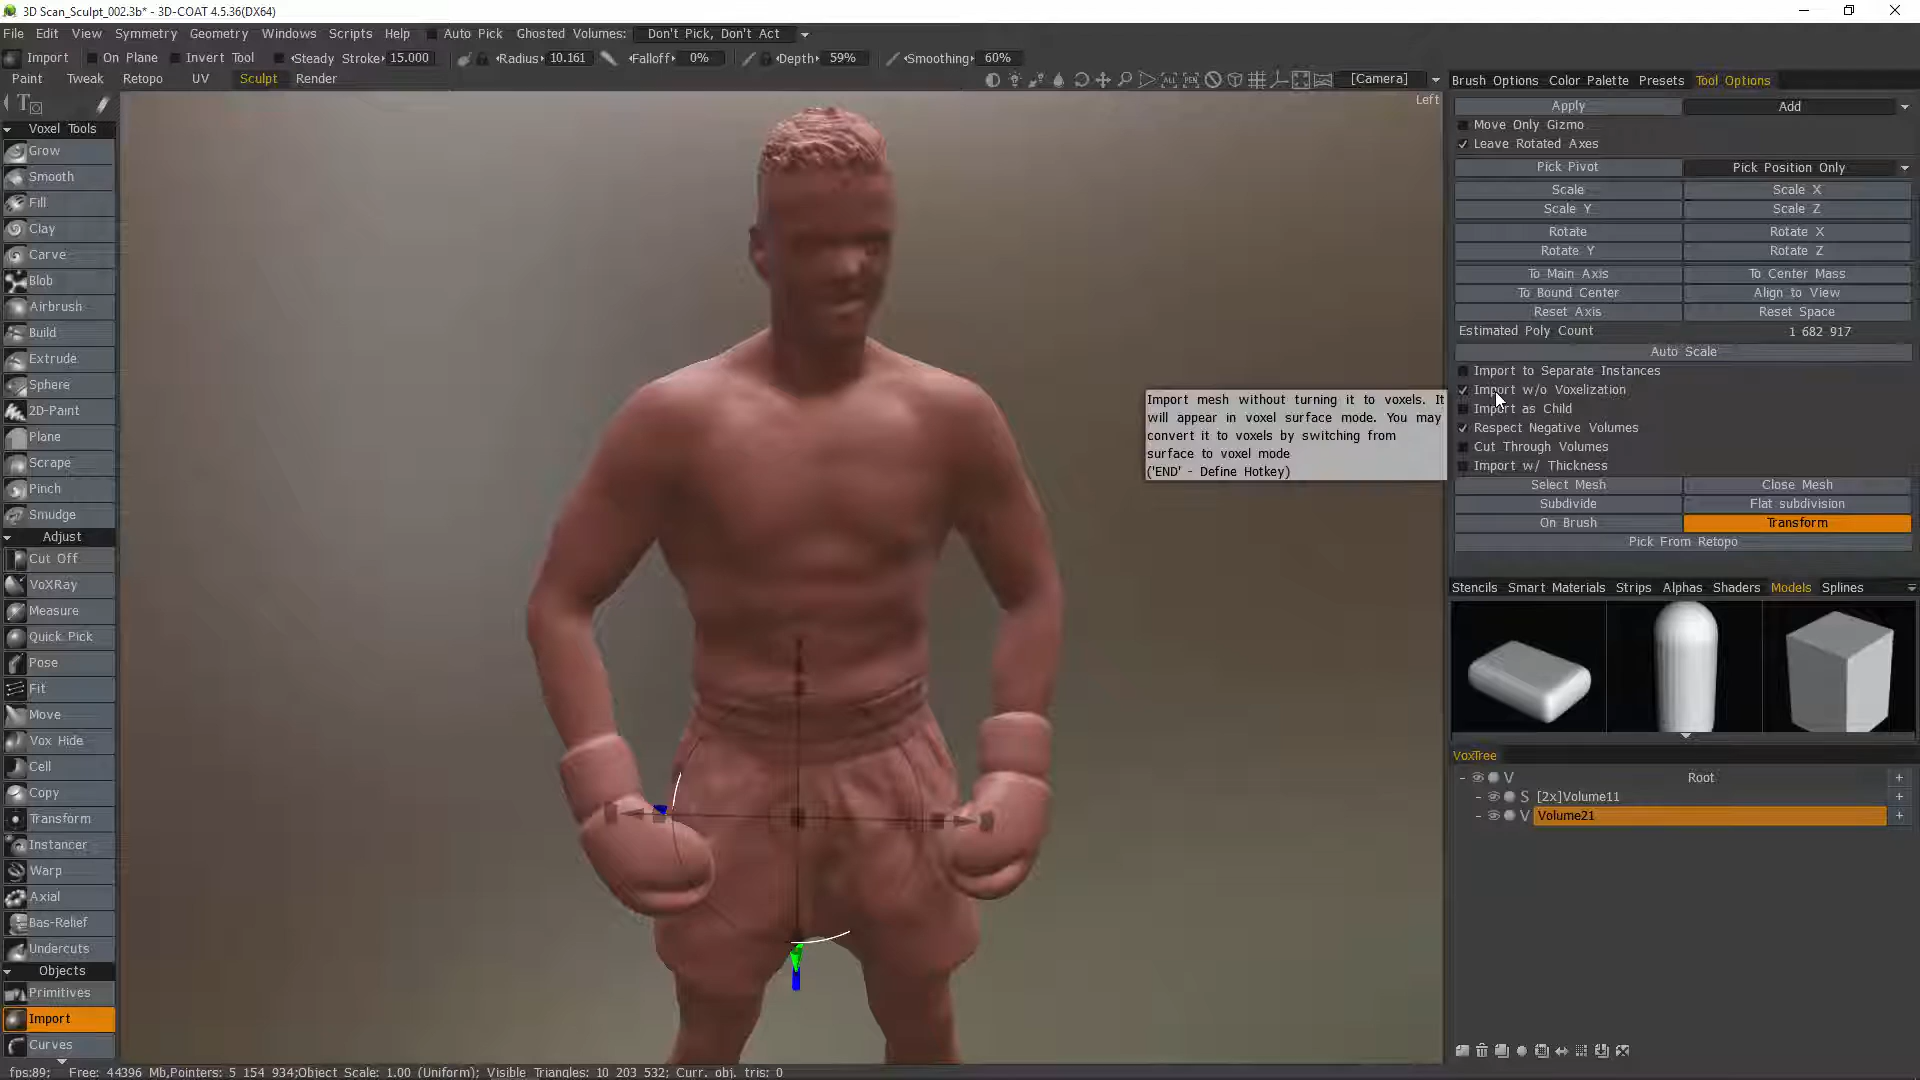 3D Scan_Sculpt_002.3b* - 3D-COAT 4.5.36(DX64)
File Edit View Symmetry Geometry Windows Scripts Help Auto Pick Ghosted Volumes: Don't Pick, Don't Act
Import On Plane Invert Tool Steady Stroke 15.000 Radius 10.161 Falloff 0% Depth 59% Smoothing 60%
Paint Tweak Retopo UV Sculpt Render [Camera]
Brush Options Color Palette Presets Tool Options
Left
Voxel Tools
Grow
Smooth
Fill
Clay
Carve
Blob
Airbrush
Build
Extrude
Sphere
2D-Paint
Plane
Scrape
Pinch
Smudge
Adjust
Cut Off
VoXRay
Measure
Quick Pick
Pose
Fit
Move
Vox Hide
Cell
Copy
Transform
Instancer
Warp
Axial
Bas-Relief
Undercuts
Objects
Primitives
Import
Curves
Import mesh without turning it to voxels. It
will appear in voxel surface mode. You may
convert it to voxels by switching from
surface to voxel mode
('END' - Define Hotkey)
Apply Add
Move Only Gizmo
Leave Rotated Axes
Pick Pivot Pick Position Only
Scale Scale X
Scale Y Scale Z
Rotate Rotate X
Rotate Y Rotate Z
To Main Axis To Center Mass
To Bound Center Align to View
Reset Axis Reset Space
Estimated Poly Count 1 682 917
Auto Scale
Import to Separate Instances
Import w/o Voxelization
Import as Child
Respect Negative Volumes
Cut Through Volumes
Import w/ Thickness
Select Mesh Close Mesh
Subdivide Flat subdivision
On Brush Transform
Pick From Retopo
Stencils Smart Materials Strips Alphas Shaders Models Splines
VoxTree
V Root +
S [2x]Volume11 +
V Volume21 +
fps:89; Free: 44396 Mb,Pointers: 5 154 934;Object Scale: 1.00 (Uniform); Visible Triangles: 10 203 532; Curr. obj. tris: 0